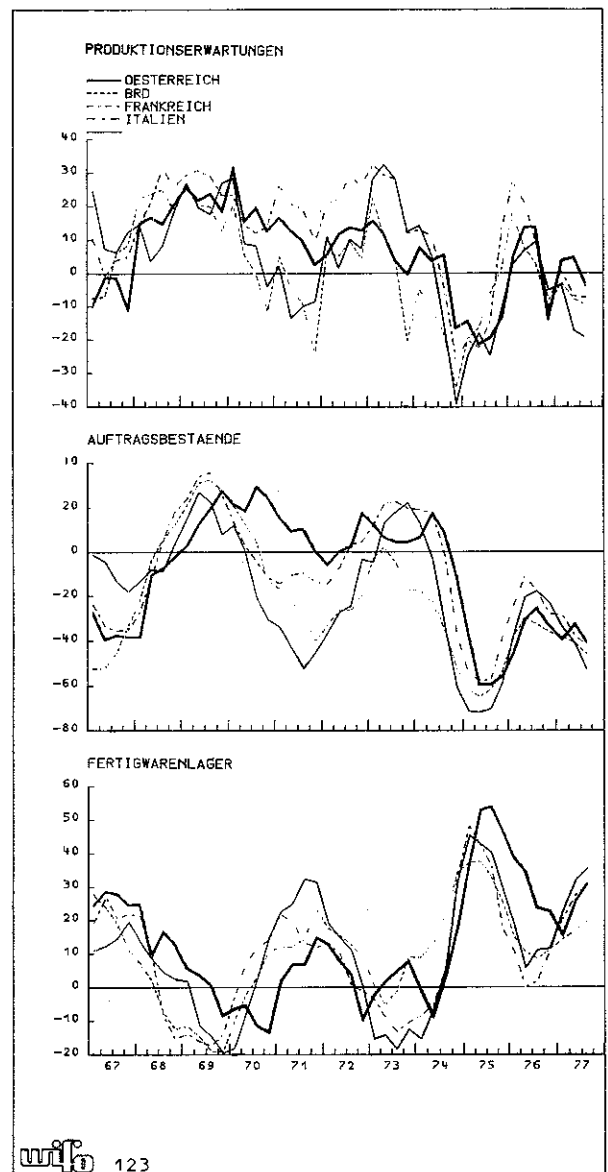 PRODUKTIONSERWARTUNGEN
OESTERREICH
BRD
FRANKREICH
ITALIEN
40
30
20
10
0
-10
-20
-30
-40
AUFTRAGSBESTAENDE
20
0
-20
-40
-60
-80
FERTIGWARENLAGER
60
50
40
30
20
10
0
-10
-20
67 68 69 70 71 72 73 74 75 76 77
wifo 123